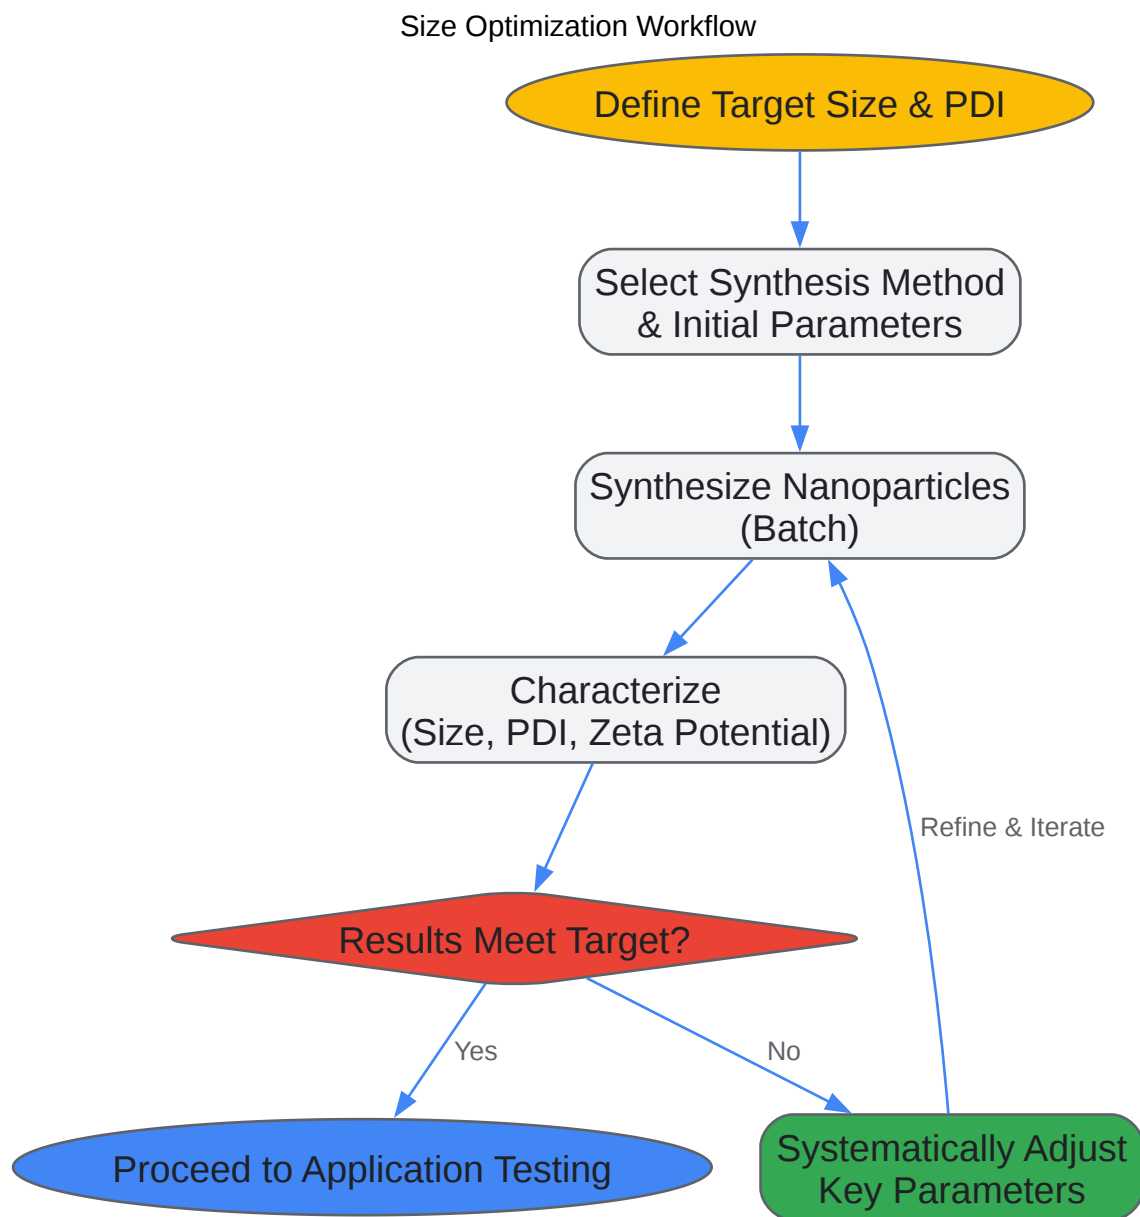 Size Optimization Workflow
Define Target Size & PDI
Select Synthesis Method
& Initial Parameters
Synthesize Nanoparticles
(Batch)
Characterize
(Size, PDI, Zeta Potential)
Refine & Iterate
Results Meet Target?
Yes
No
Proceed to Application Testing
Systematically Adjust
Key Parameters